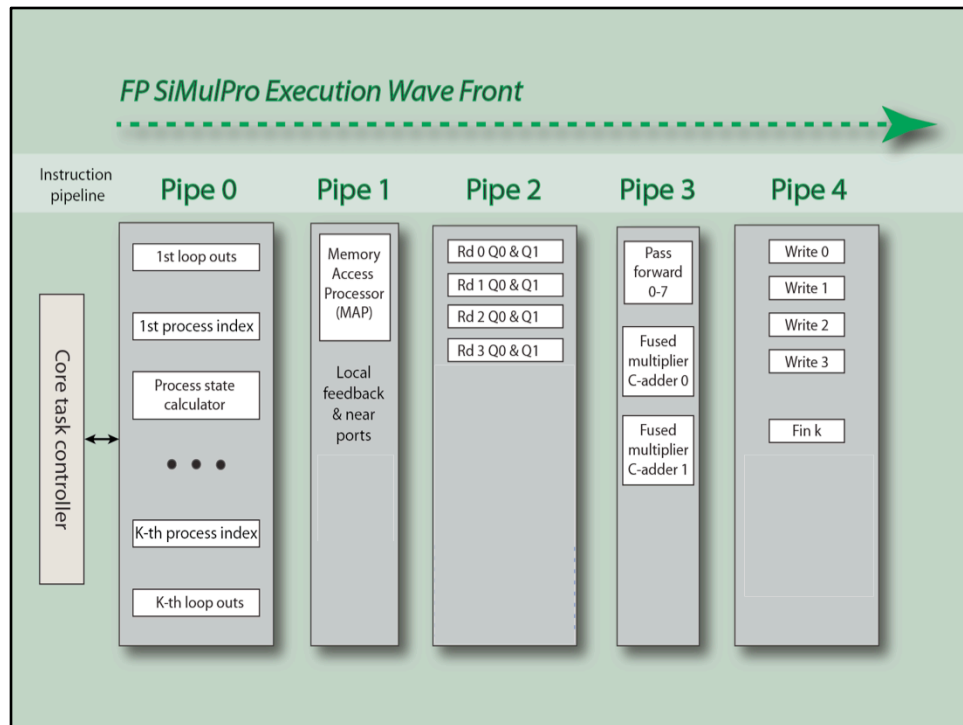 FP SiMulPro Execution Wave Front
Instruction
pipeline
Pipe 0
Pipe 1
Pipe 2
Pipe 3
Pipe 4
Core task controller
1st loop outs
1st process index
Process state
calculator
• • •
K-th process index
K-th loop outs
Memory
Access
Processor
(MAP)
Local
feedback
& near
ports
Rd 0 Q0 & Q1
Rd 1 Q0 & Q1
Rd 2 Q0 & Q1
Rd 3 Q0 & Q1
Pass
forward
0-7
Fused
multiplier
C-adder 0
Fused
multiplier
C-adder 1
Write 0
Write 1
Write 2
Write 3
Fin k